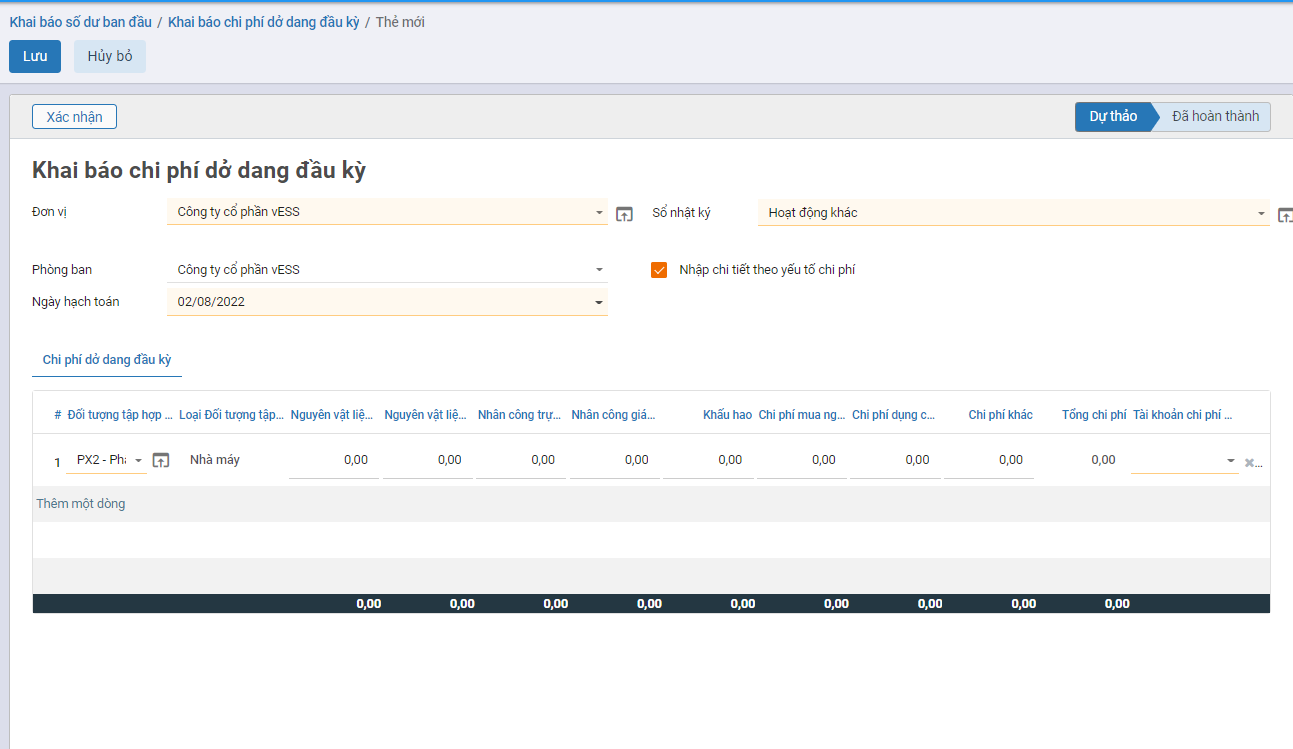 Khai báo số dư ban đầu / Khai báo chi phí dở dang đầu kỳ / Thẻ mới
Lưu Hủy bỏ
Xác nhận Dự thảo Đã hoàn thành
Khai báo chi phí dở dang đầu kỳ
Đơn vị Công ty cổ phần vESS Sổ nhật ký Hoạt động khác
Phòng ban Công ty cổ phần vESS Nhập chi tiết theo yếu tố chi phí
Ngày hạch toán 02/08/2022
Chi phí dở dang đầu kỳ
# Đối tượng tập hợp ... Loại Đối tượng tập... Nguyên vật liệ... Nguyên vật liệ... Nhân công trự... Nhân công giá... Khấu hao Chi phí mua ng... Chi phí dụng c... Chi phí khác Tổng chi phí Tài khoản chi phí ...
1 PX2 - Phâ Nhà máy 0,00 0,00 0,00 0,00 0,00 0,00 0,00 0,00 0,00 ...
Thêm một dòng
0,00 0,00 0,00 0,00 0,00 0,00 0,00 0,00 0,00